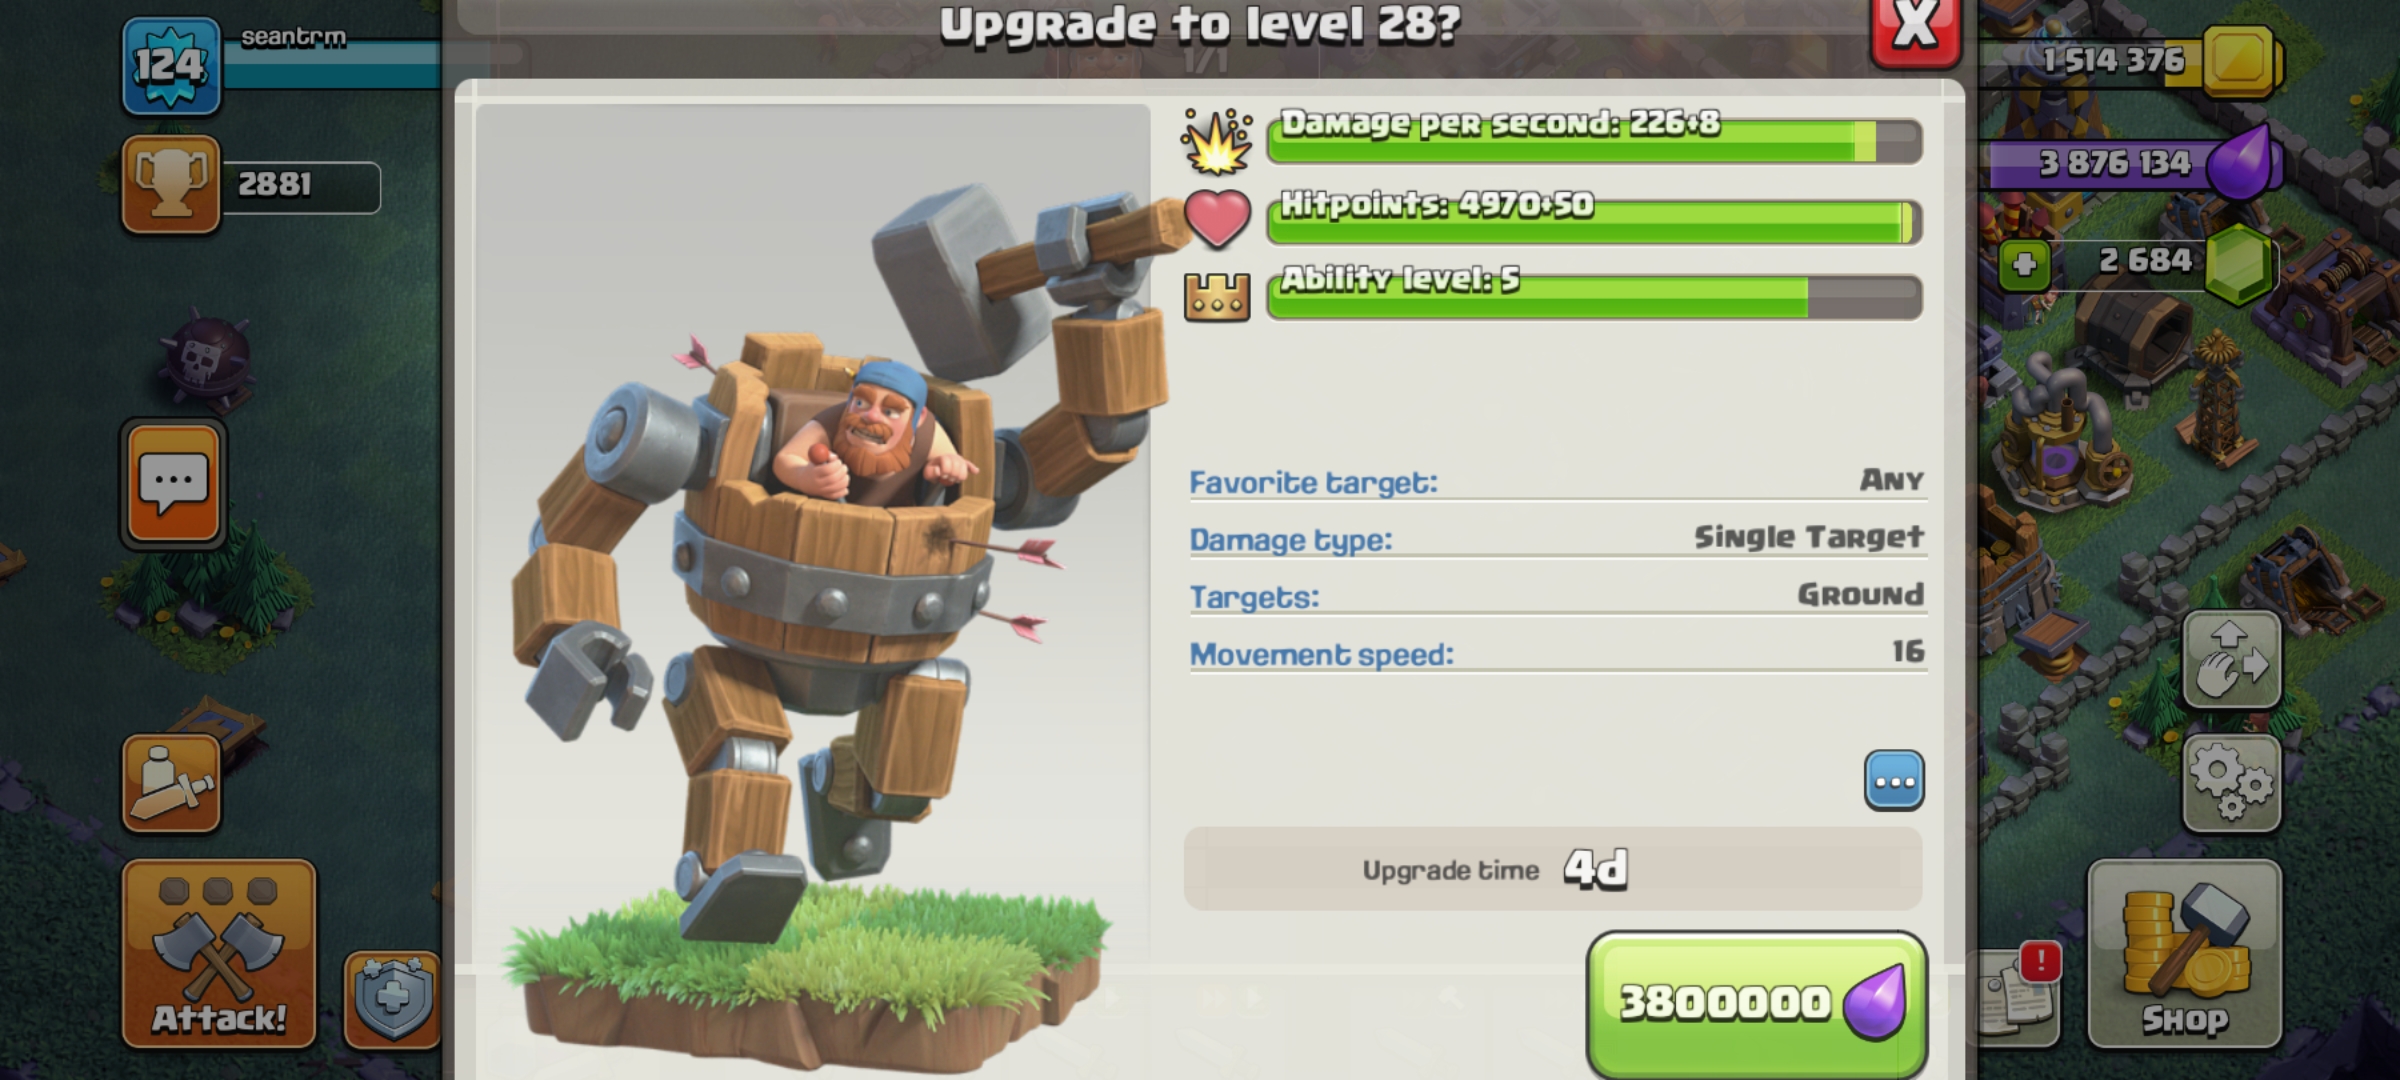 Upgrade to level 28?
X
124
seantrm
2881
1 514 376
3 876 134
2 684
1/1
Damage per second: 226+8
Hitpoints: 4970+50
Ability level: 5
Favorite target: Any
Damage type: Single Target
Targets: Ground
Movement speed: 16
Upgrade time 4d
3800000
Attack!
!
Shop